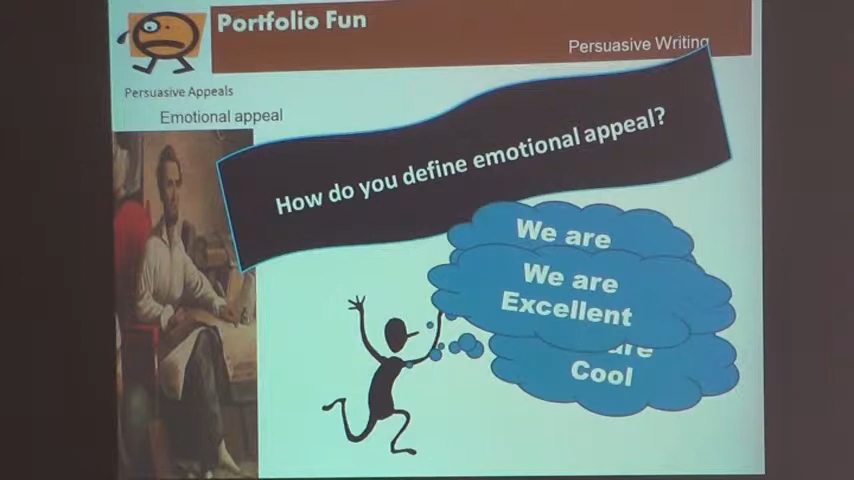 Portfolio Fun
Persuasive Writing
Persuasive Appeals
Emotional appeal
How do you define emotional appeal?
We are
We are
Excellent
are
Cool